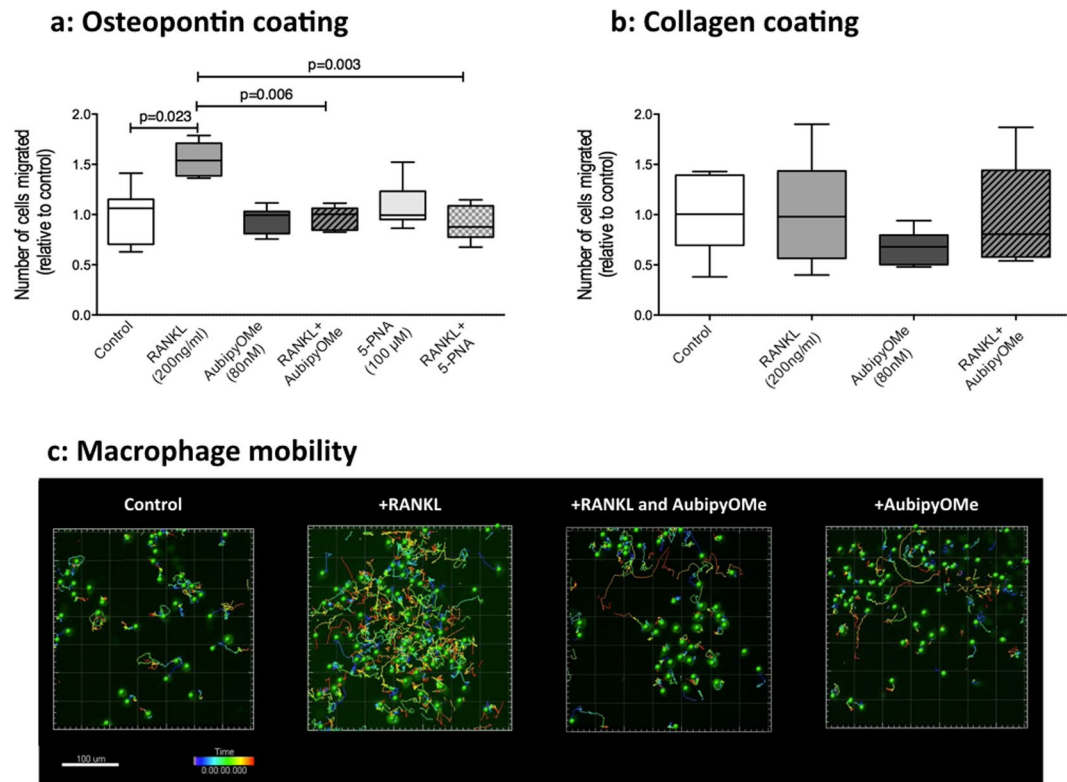 a: Osteopontin coating
p=0.003
p=0.006
p=0.023
Number of cells migrated
(relative to control)
2.0
1.5
1.0
0.5
0.0
Control
RANKL
(200ng/ml)
AubipyOMe
(80nM)
RANKL+
AubipyOMe
5-PNA
(100 µM)
RANKL+
5-PNA
b: Collagen coating
Number of cells migrated
(relative to control)
2.0
1.5
1.0
0.5
0.0
Control
RANKL
(200ng/ml)
AubipyOMe
(80nM)
RANKL+
AubipyOMe
c: Macrophage mobility
Control
+RANKL
+RANKL and AubipyOMe
+AubipyOMe
100 um
Time
0:00:00.000